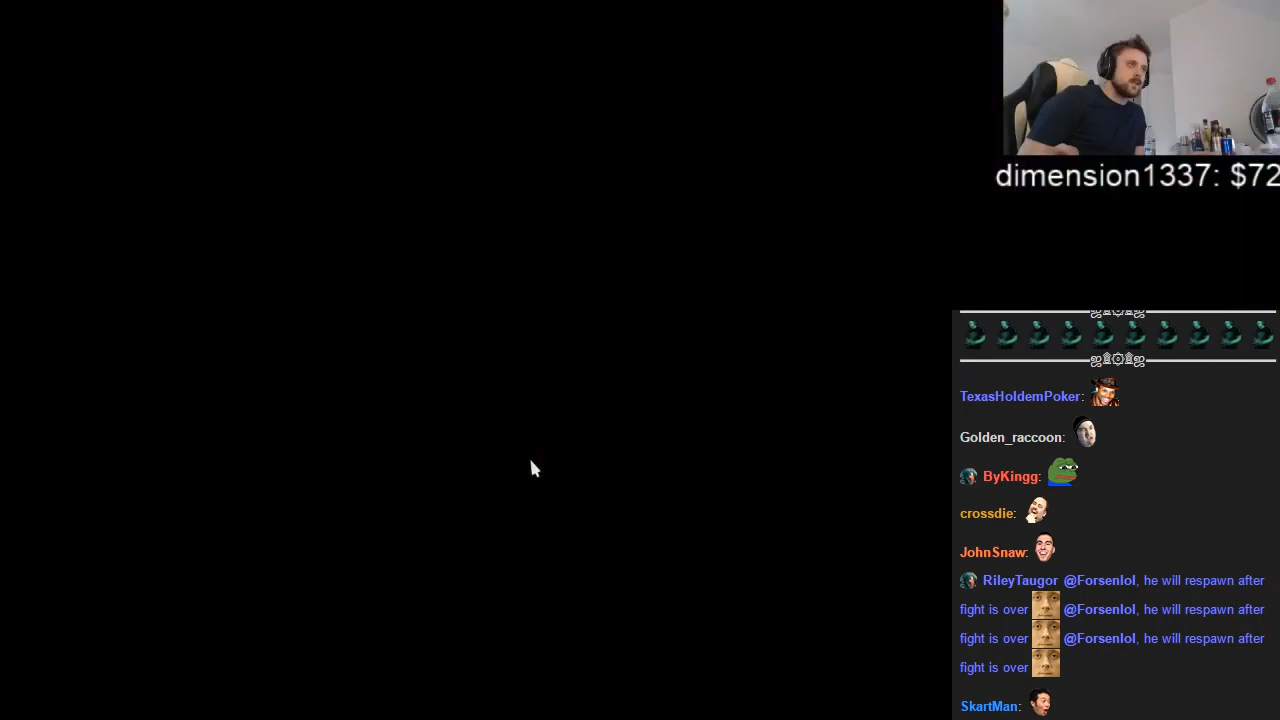 dimension1337: $72
TexasHoldemPoker:
Golden_raccoon:
ByKingg:
crossdie:
JohnSnaw:
RileyTaugor @Forsenlol, he will respawn after
fight is over @Forsenlol, he will respawn after
fight is over @Forsenlol, he will respawn after
fight is over
SkartMan: